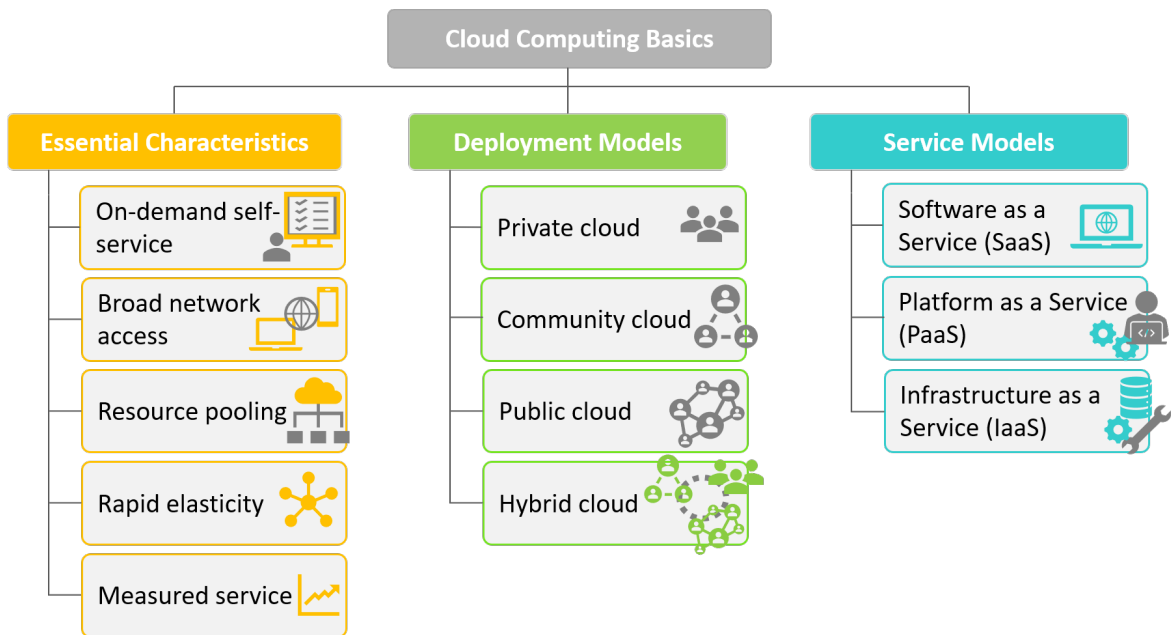 Cloud Computing Basics
Essential Characteristics
On-demand self-
service
Broad network
access
Resource pooling
Rapid elasticity
Measured service
Deployment Models
Private cloud
Community cloud
Public cloud
Hybrid cloud
Service Models
Software as a
Service (SaaS)
Platform as a Service
(PaaS)
Infrastructure as a
Service (IaaS)